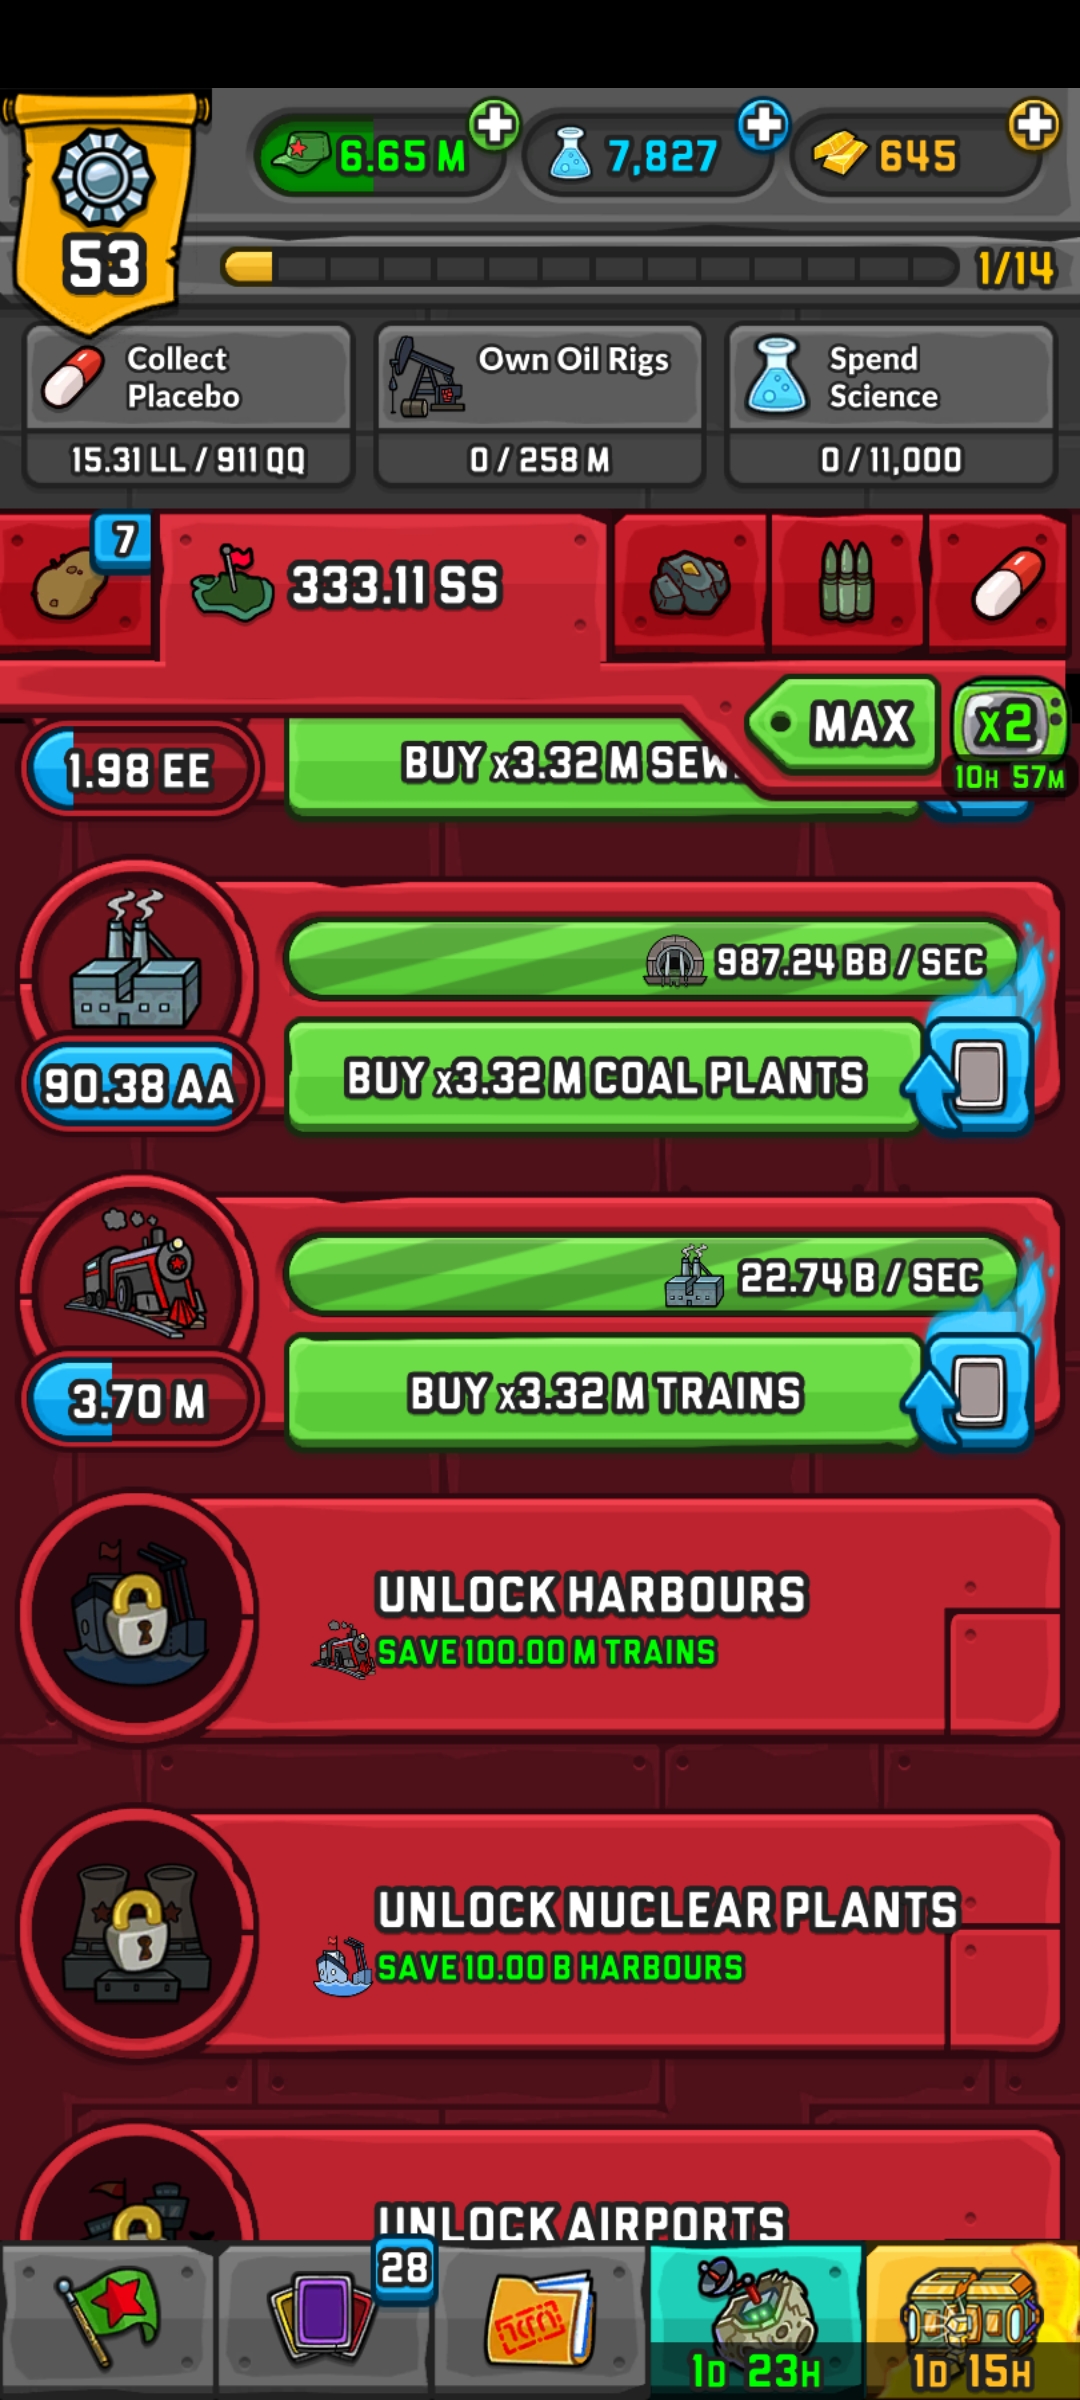 6.65 M
7,827
645
53
1/14
Collect
Placebo
15.31 LL / 911 QQ
Own Oil Rigs
0 / 258 M
Spend
Science
0 / 11,000
7
333.11 SS
MAX
x2
10H 57M
1.98 EE
BUY x3.32 M SEW
987.24 BB / SEC
90.38 AA
BUY x3.32 M COAL PLANTS
22.74 B / SEC
3.70 M
BUY x3.32 M TRAINS
UNLOCK HARBOURS
SAVE 100.00 M TRAINS
UNLOCK NUCLEAR PLANTS
SAVE 10.00 B HARBOURS
UNLOCK AIRPORTS
28
1D 23H
1D 15H